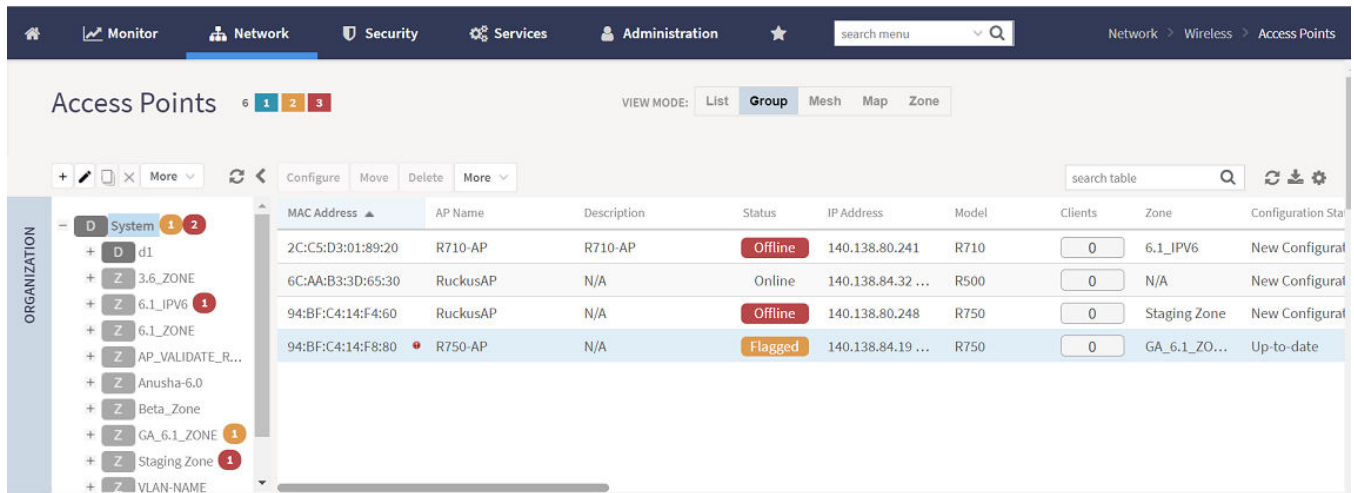 Monitor Network Security Services Administration search menu Network > Wireless > Access Points
Access Points 6 1 2 3 VIEW MODE: List Group Mesh Map Zone
+ More Configure Move Delete More search table
ORGANIZATION
− D System 1 2
+ D d1
+ Z 3.6_ZONE
+ Z 6.1_IPV6 1
+ Z 6.1_ZONE
+ Z AP_VALIDATE_R...
+ Z Anusha-6.0
+ Z Beta_Zone
+ Z GA_6.1_ZONE 1
+ Z Staging Zone 1
+ Z VLAN-NAME
MAC Address AP Name Description Status IP Address Model Clients Zone Configuration Sta
2C:C5:D3:01:89:20 R710-AP R710-AP Offline 140.138.80.241 R710 0 6.1_IPV6 New Configurat
6C:AA:B3:3D:65:30 RuckusAP N/A Online 140.138.84.32 ... R500 0 N/A New Configurat
94:BF:C4:14:F4:60 RuckusAP N/A Offline 140.138.80.248 R750 0 Staging Zone New Configurat
94:BF:C4:14:F8:80 R750-AP N/A Flagged 140.138.84.19 ... R750 0 GA_6.1_ZO... Up-to-date